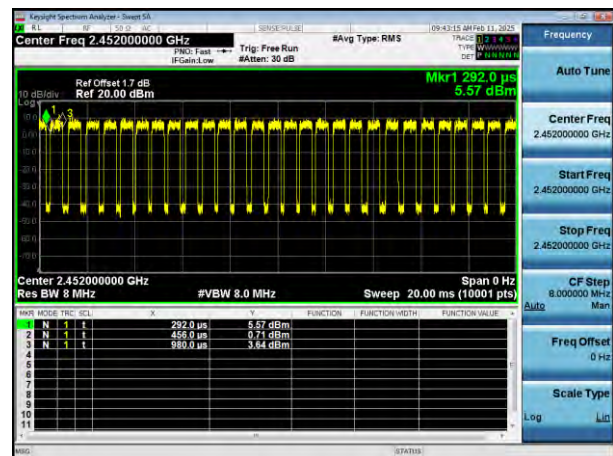 Keysight Spectrum Analyzer - Swept SA
RL RF 50 Ω AC SENSE:PULSE 09:43:15 AM Feb 11, 2025
Center Freq 2.452000000 GHz #Avg Type: RMS TRACE 1 2 3 4 5 6
PNO: Fast Trig: Free Run TYPE WWWWWW
IFGain:Low #Atten: 30 dB DET P N N N N N
Frequency
Auto Tune
Mkr1 292.0 µs
5.57 dBm
Ref Offset 1.7 dB
10 dB/div Ref 20.00 dBm
Log
1 3
Center 2.452000000 GHz Span 0 Hz
Res BW 8 MHz #VBW 8.0 MHz Sweep 20.00 ms (10001 pts)
MKR MODE TRC SCL X Y FUNCTION FUNCTION WIDTH FUNCTION VALUE
1 N 1 t 292.0 µs 5.57 dBm
2 N 1 t 456.0 µs 0.71 dBm
3 N 1 t 980.0 µs 3.64 dBm
4
5
6
7
8
9
10
11
MSG STATUS
Center Freq
2.452000000 GHz
Start Freq
2.452000000 GHz
Stop Freq
2.452000000 GHz
CF Step
8.000000 MHz
Auto Man
Freq Offset
0 Hz
Scale Type
Log Lin